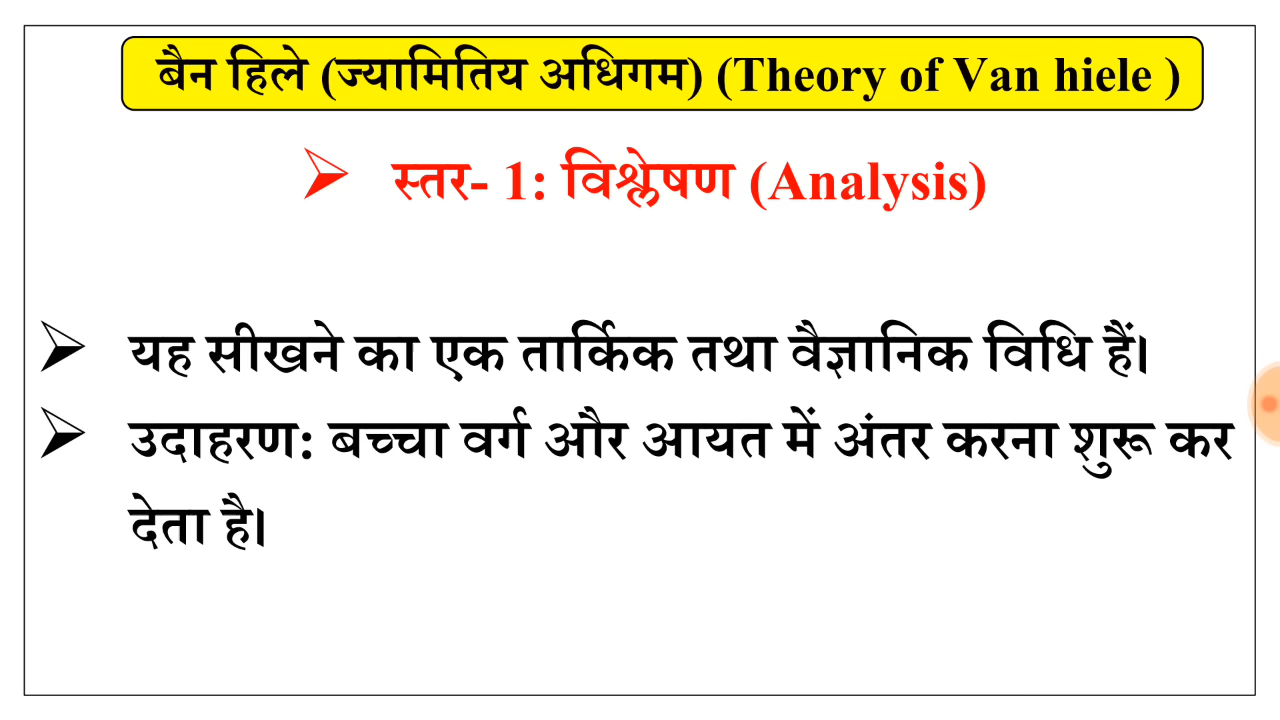 बैन हिले (ज्यामितिय अधिगम) (Theory of Van hiele )
स्तर- 1: विश्लेषण (Analysis)
यह सीखने का एक तार्किक तथा वैज्ञानिक विधि हैं।
उदाहरण: बच्चा वर्ग और आयत में अंतर करना शुरू कर
देता है।